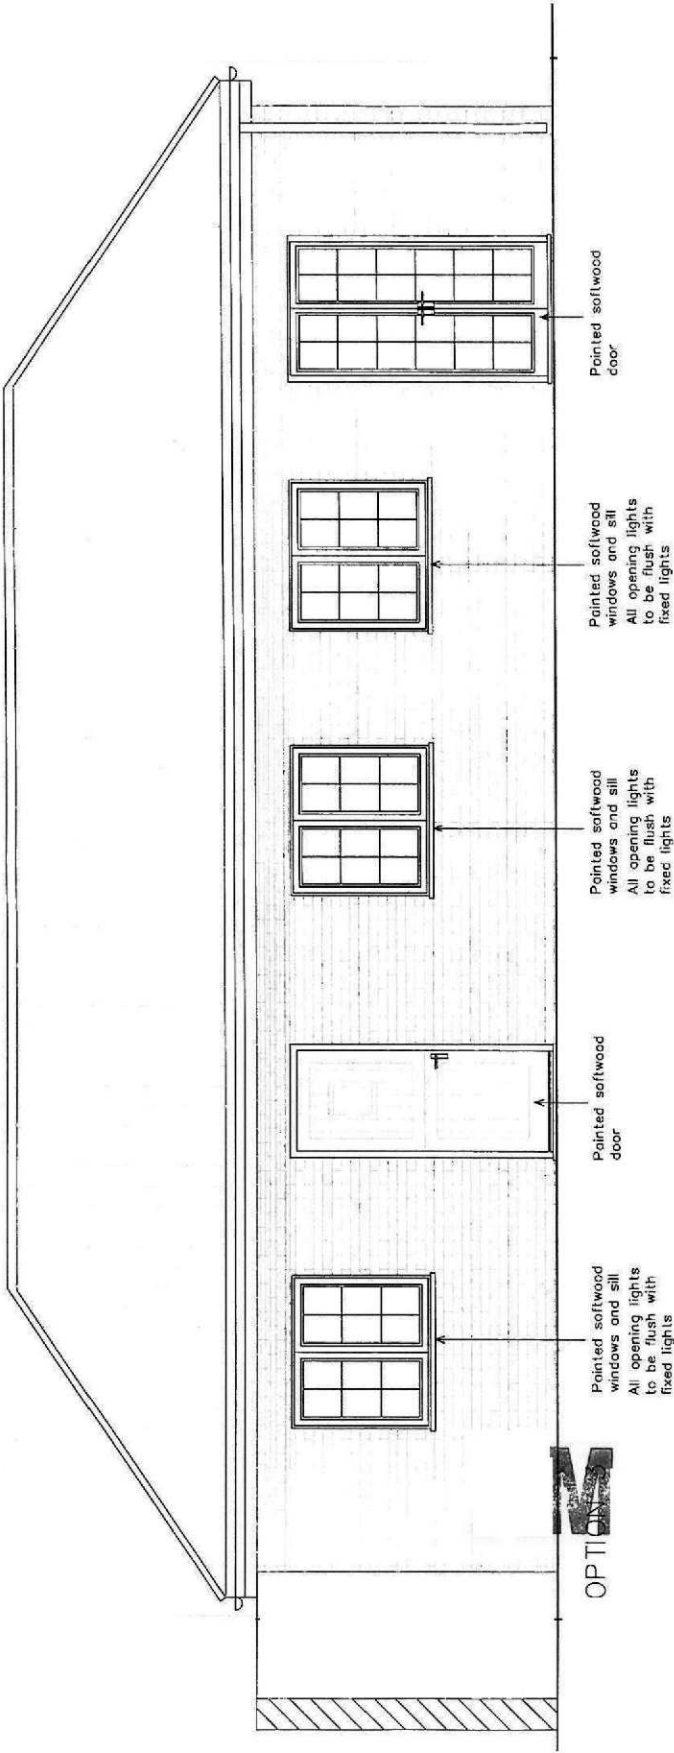 Painted softwood
windows and sill
All opening lights
to be flush with
fixed lights
Painted softwood
door
Painted softwood
windows and sill
All opening lights
to be flush with
fixed lights
Painted softwood
windows and sill
All opening lights
to be flush with
fixed lights
Painted softwood
door
OPTION
M